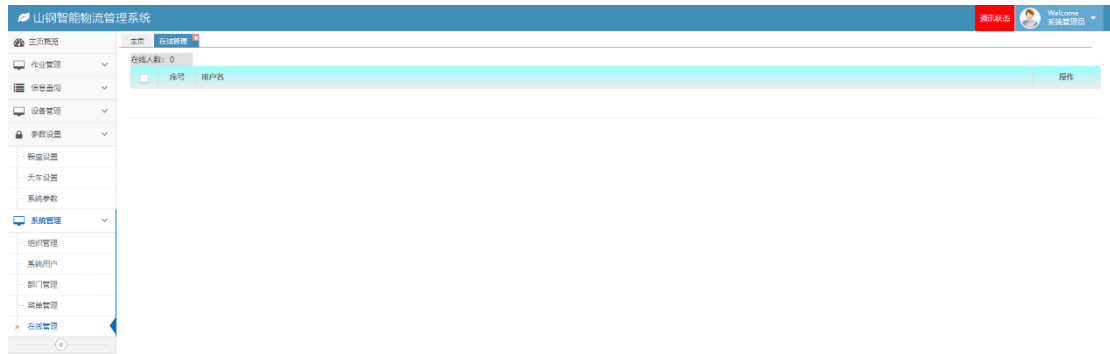 山钢智能物流管理系统
通讯状态
Welcome
系统管理员
主页概览
主页
在线管理
作业管理
在线人数: 0
序号
用户名
操作
信息查询
设备管理
参数设置
鞍座设置
天车设置
系统参数
系统管理
组织管理
系统用户
部门管理
菜单管理
在线管理